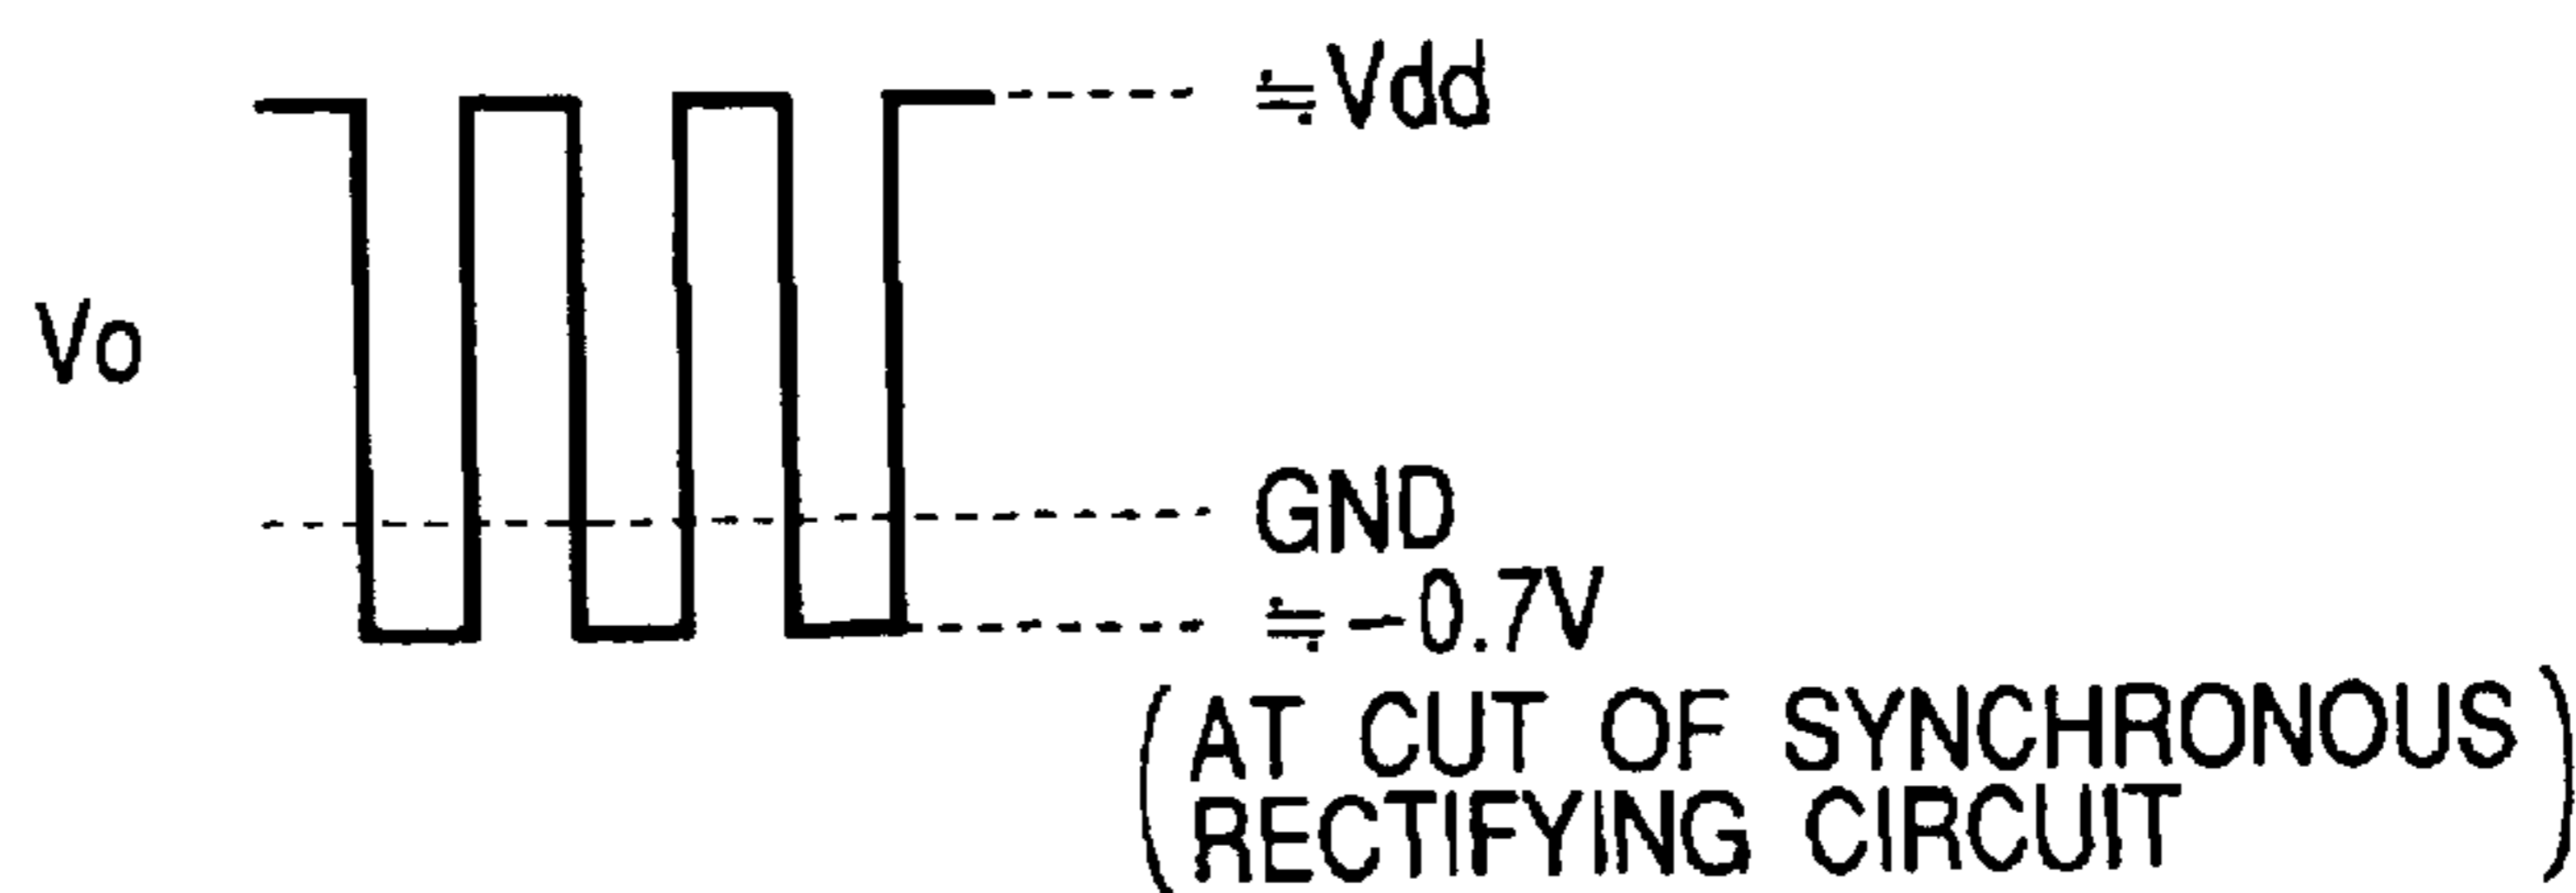 ≒Vdd
Vo
GND
≒-0.7V
(AT CUT OF SYNCHRONOUS
RECTIFYING CIRCUIT)